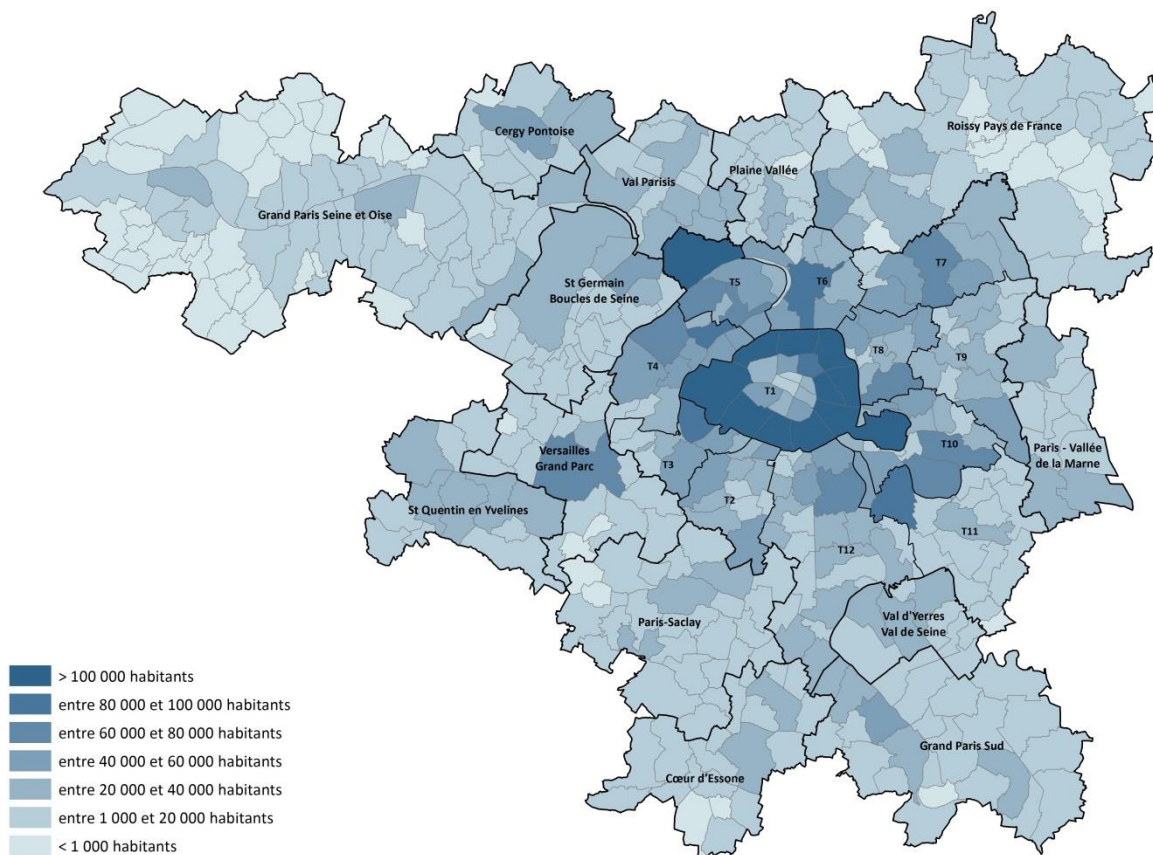 Cergy Pontoise
Roissy Pays de France
Plaine Vallée
Val Parisis
Grand Paris Seine et Oise
St Germain
Boucles de Seine
T7
T5
T6
T8
T9
T4
T1
Versailles
Grand Parc
T3
T10
Paris - Vallée
de la Marne
St Quentin en Yvelines
T2
T11
T12
Paris-Saclay
Val d'Yerres
Val de Seine
Grand Paris Sud
Cœur d'Essone
> 100 000 habitants
entre 80 000 et 100 000 habitants
entre 60 000 et 80 000 habitants
entre 40 000 et 60 000 habitants
entre 20 000 et 40 000 habitants
entre 1 000 et 20 000 habitants
< 1 000 habitants